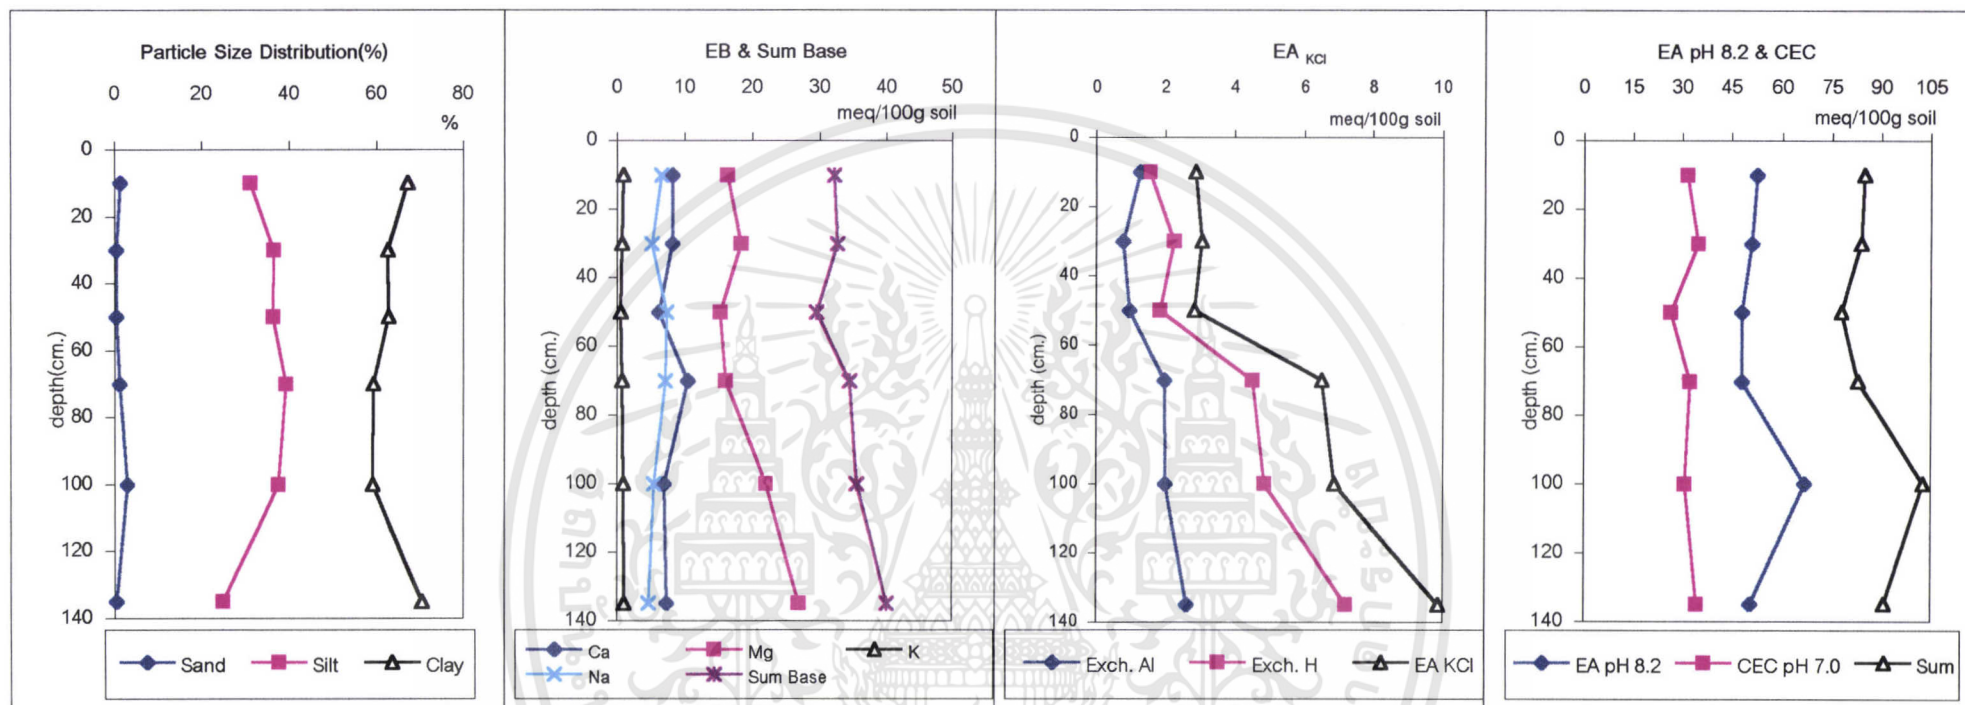 Particle Size Distribution(%)
0 20 40 60 80
%
0
20
40
60
80
100
120
140
depth(cm.)
Sand Silt Clay
EB & Sum Base
0 10 20 30 40 50
meq/100g soil
0
20
40
60
80
100
120
140
depth (cm.)
Ca Mg K
Na Sum Base
EA KCl
0 2 4 6 8 10
meq/100g soil
0
20
40
60
80
100
120
140
depth (cm.)
Exch. Al Exch. H EA KCl
EA pH 8.2 & CEC
0 15 30 45 60 75 90 105
meq/100g soil
0
20
40
60
80
100
120
140
depth (cm.)
EA pH 8.2 CEC pH 7.0 Sum